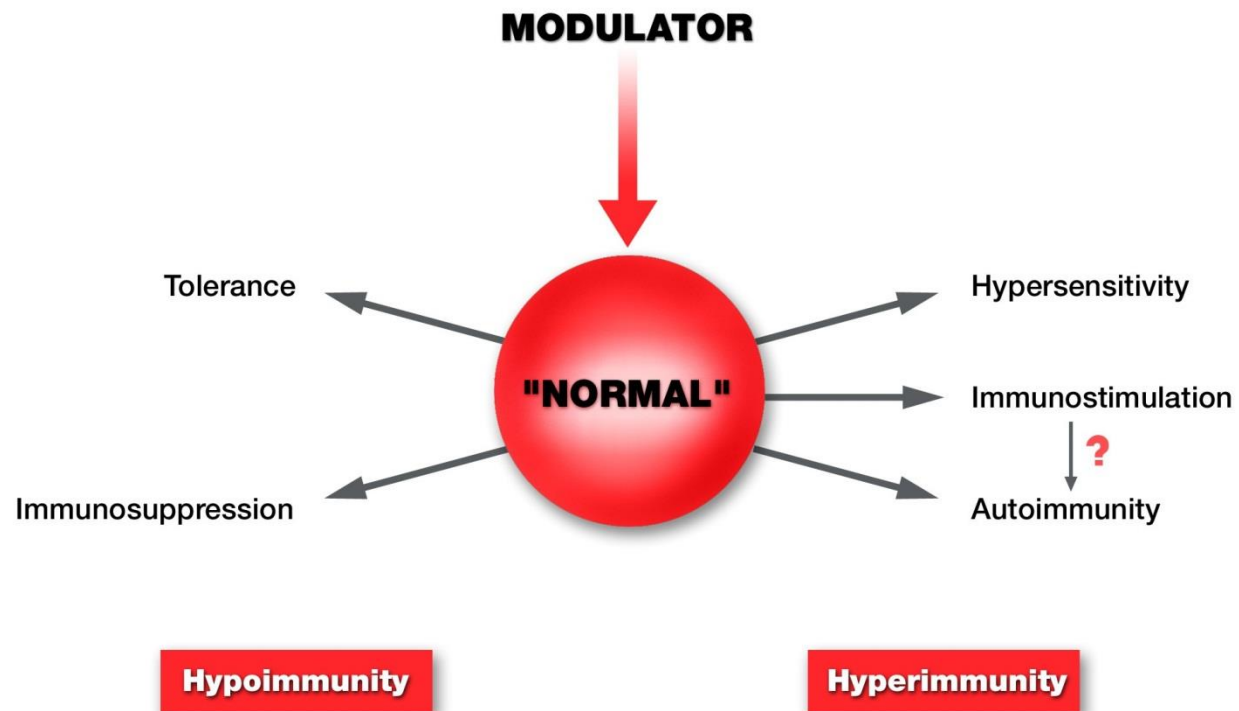 MODULATOR
Tolerance
Hypersensitivity
"NORMAL"
Immunostimulation
?
Immunosuppression
Autoimmunity
Hypoimmunity
Hyperimmunity